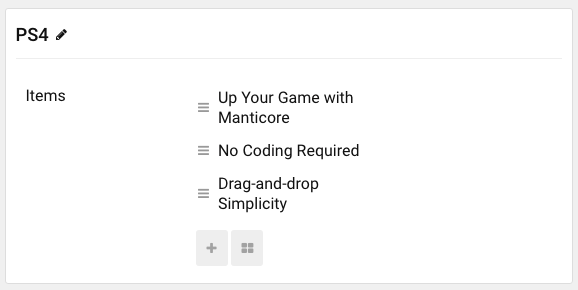 PS4
Items
Up Your Game with
Manticore
No Coding Required
Drag-and-drop
Simplicity